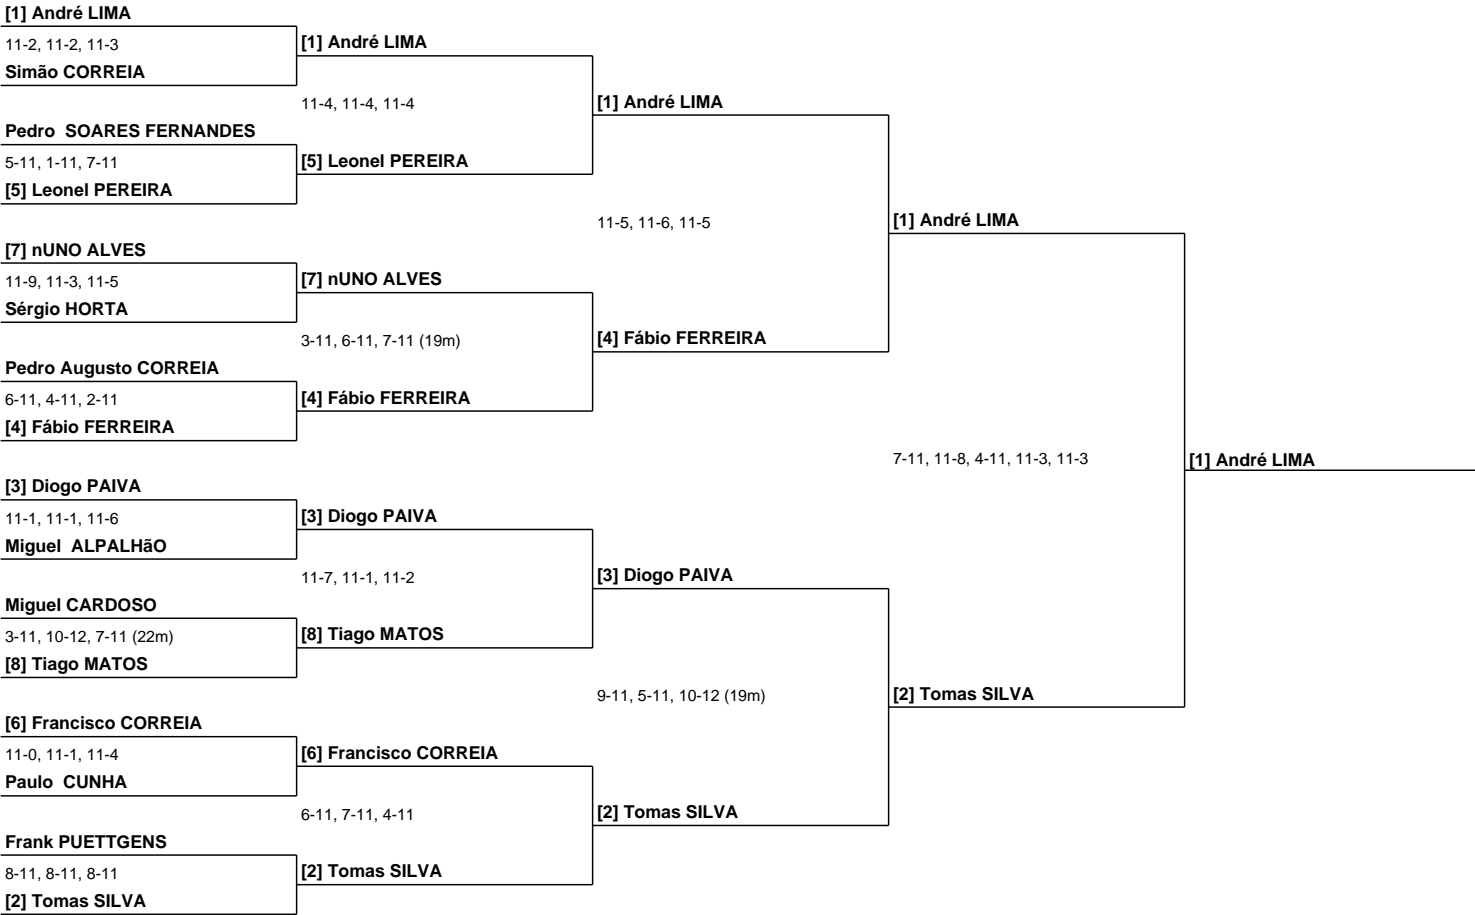 [1] André LIMA
11-2, 11-2, 11-3
Simão CORREIA
Pedro  SOARES FERNANDES
5-11, 1-11, 7-11
[5] Leonel PEREIRA
[7] nUNO ALVES
11-9, 11-3, 11-5
Sérgio HORTA
Pedro Augusto CORREIA
6-11, 4-11, 2-11
[4] Fábio FERREIRA
[3] Diogo PAIVA
11-1, 11-1, 11-6
Miguel  ALPALHãO
Miguel CARDOSO
3-11, 10-12, 7-11 (22m)
[8] Tiago MATOS
[6] Francisco CORREIA
11-0, 11-1, 11-4
Paulo  CUNHA
Frank PUETTGENS
8-11, 8-11, 8-11
[2] Tomas SILVA
[1] André LIMA
11-4, 11-4, 11-4
[5] Leonel PEREIRA
[7] nUNO ALVES
3-11, 6-11, 7-11 (19m)
[4] Fábio FERREIRA
[3] Diogo PAIVA
11-7, 11-1, 11-2
[8] Tiago MATOS
[6] Francisco CORREIA
6-11, 7-11, 4-11
[2] Tomas SILVA
[1] André LIMA
11-5, 11-6, 11-5
[4] Fábio FERREIRA
[3] Diogo PAIVA
9-11, 5-11, 10-12 (19m)
[2] Tomas SILVA
[1] André LIMA
7-11, 11-8, 4-11, 11-3, 11-3
[2] Tomas SILVA
[1] André LIMA